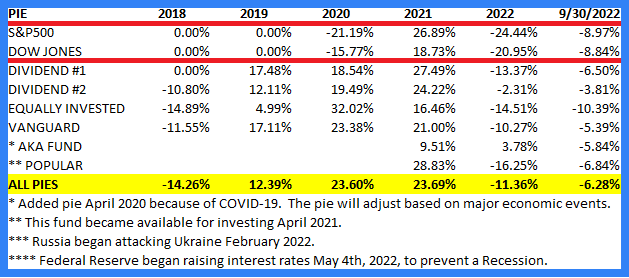 PIE 2018 2019 2020 2021 2022 9/30/2022
S&P500 0.00% 0.00% -21.19% 26.89% -24.44% -8.97%
DOW JONES 0.00% 0.00% -15.77% 18.73% -20.95% -8.84%
DIVIDEND #1 0.00% 17.48% 18.54% 27.49% -13.37% -6.50%
DIVIDEND #2 -10.80% 12.11% 19.49% 24.22% -2.31% -3.81%
EQUALLY INVESTED -14.89% 4.99% 32.02% 16.46% -14.51% -10.39%
VANGUARD -11.55% 17.11% 23.38% 21.00% -10.27% -5.39%
* AKA FUND 9.51% 3.78% -5.84%
** POPULAR 28.83% -16.25% -6.84%
ALL PIES -14.26% 12.39% 23.60% 23.69% -11.36% -6.28%
* Added pie April 2020 because of COVID-19. The pie will adjust based on major economic events.
** This fund became available for investing April 2021.
*** Russia began attacking Ukraine February 2022.
**** Federal Reserve began raising interest rates May 4th, 2022, to prevent a Recession.